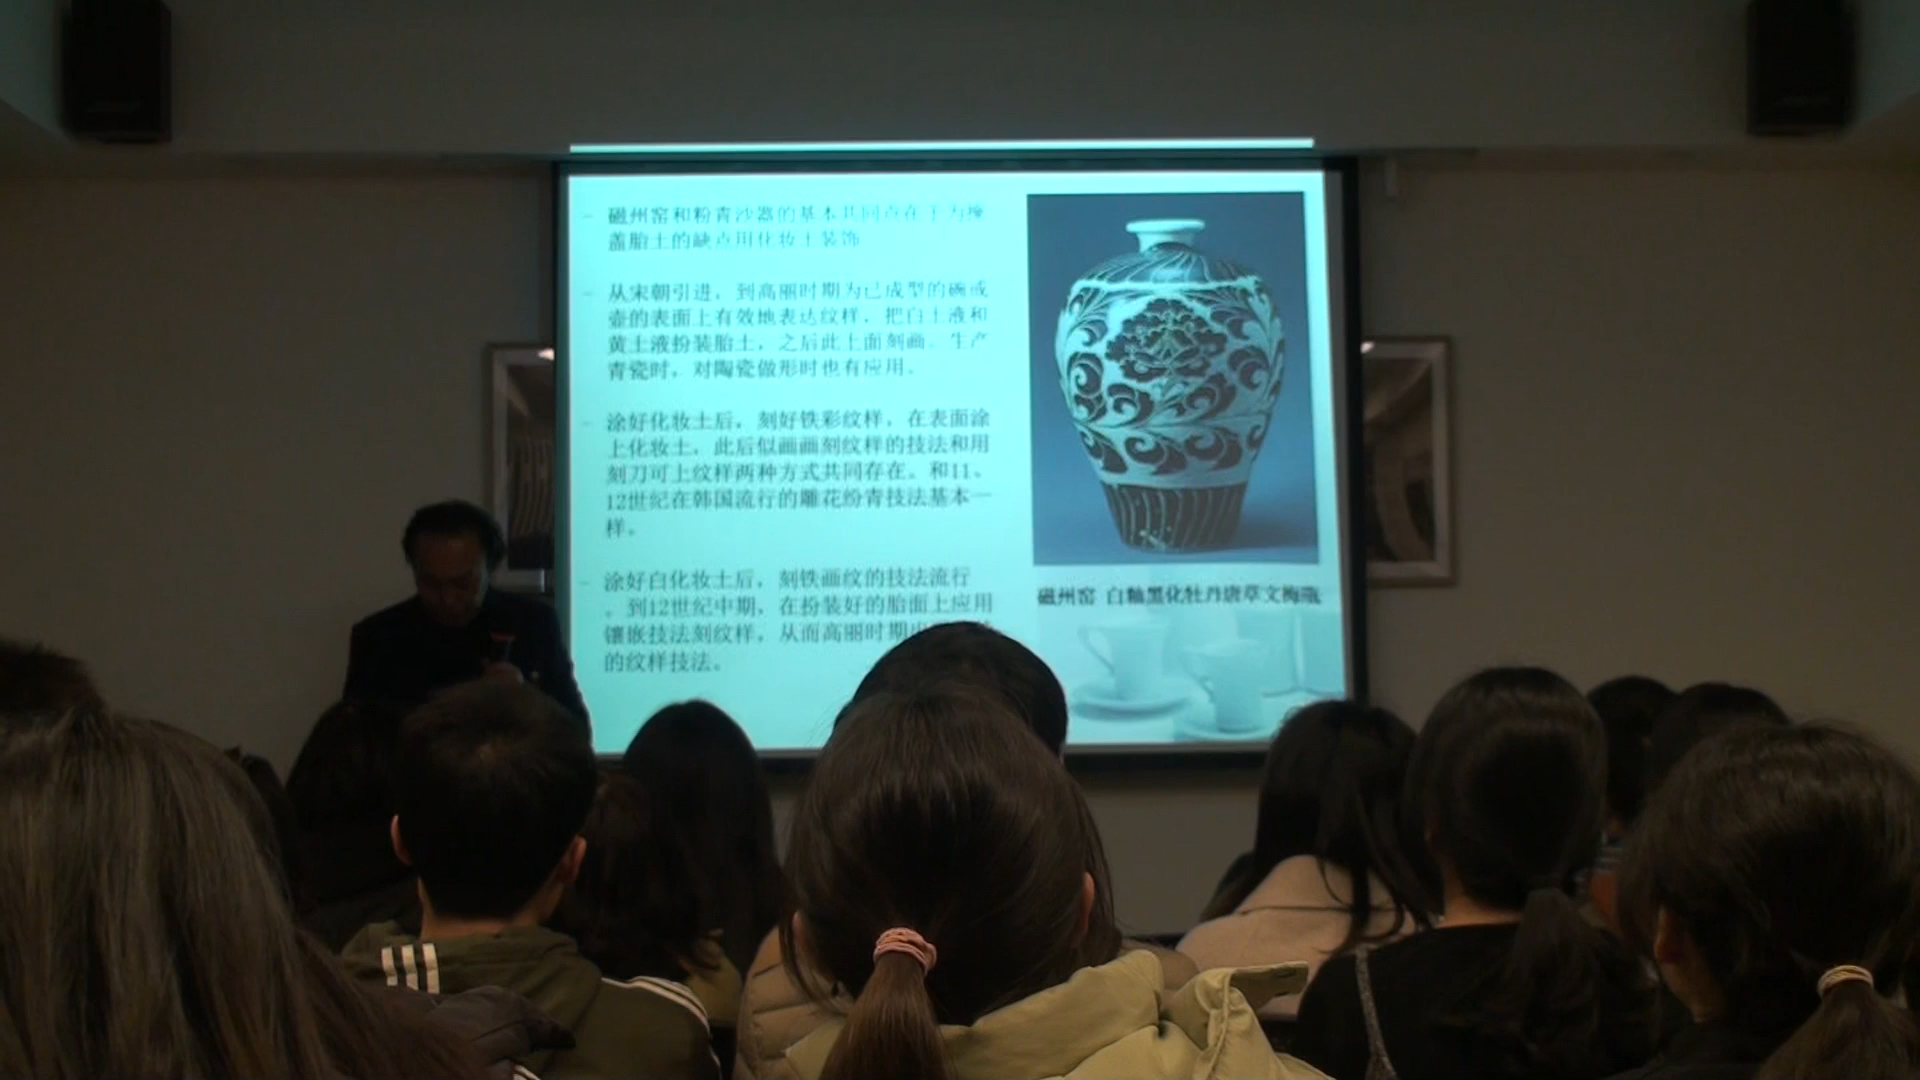 - 磁州窑和粉青沙器的基本共同点在于为掩
盖胎土的缺点用化妆土装饰
- 从宋朝引进，到高丽时期为已成型的碗或
壶的表面上有效地表达纹样，把白土液和
黄土液扮装胎土，之后此上面刻画。生产
青瓷时，对陶瓷做形时也有应用。
- 涂好化妆土后，刻好铁彩纹样，在表面涂
上化妆土，此后似画画刻纹样的技法和用
刻刀可上纹样两种方式共同存在。和11、
12世纪在韩国流行的雕花纷青技法基本一
样。
- 涂好白化妆土后，刻铁画纹的技法流行
。到12世纪中期，在扮装好的胎面上应用
镶嵌技法刻纹样，从而高丽时期
的纹样技法。
磁州窑 白釉黑化牡丹唐草文梅瓶